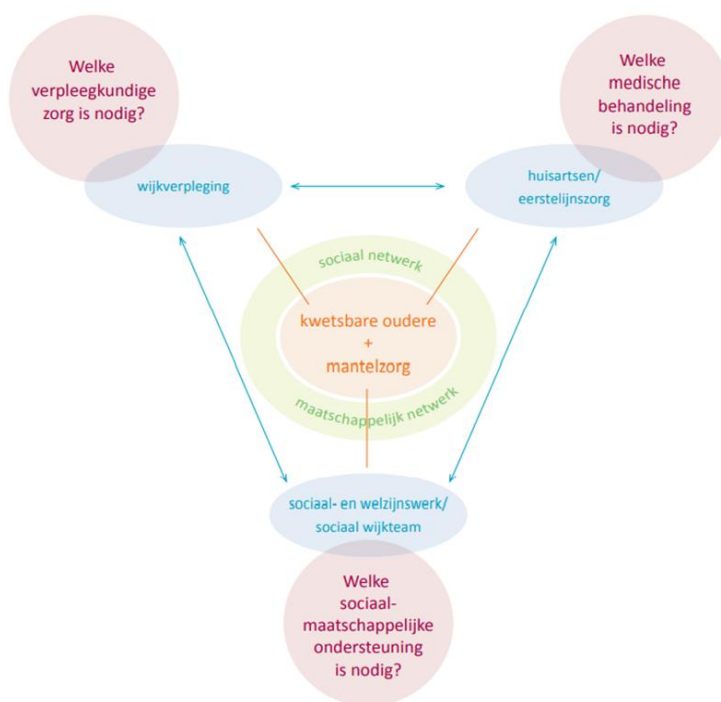 Welke
verpleegkundige
zorg is nodig?
Welke
medische
behandeling
is nodig?
wijkverpleging
huisartsen/
eerstelijnszorg
sociaal netwerk
kwetsbare oudere
+
mantelzorg
maatschappelijk netwerk
sociaal- en welzijnswerk/
sociaal wijkteam
Welke
sociaal-
maatschappelijke
ondersteuning
is nodig?